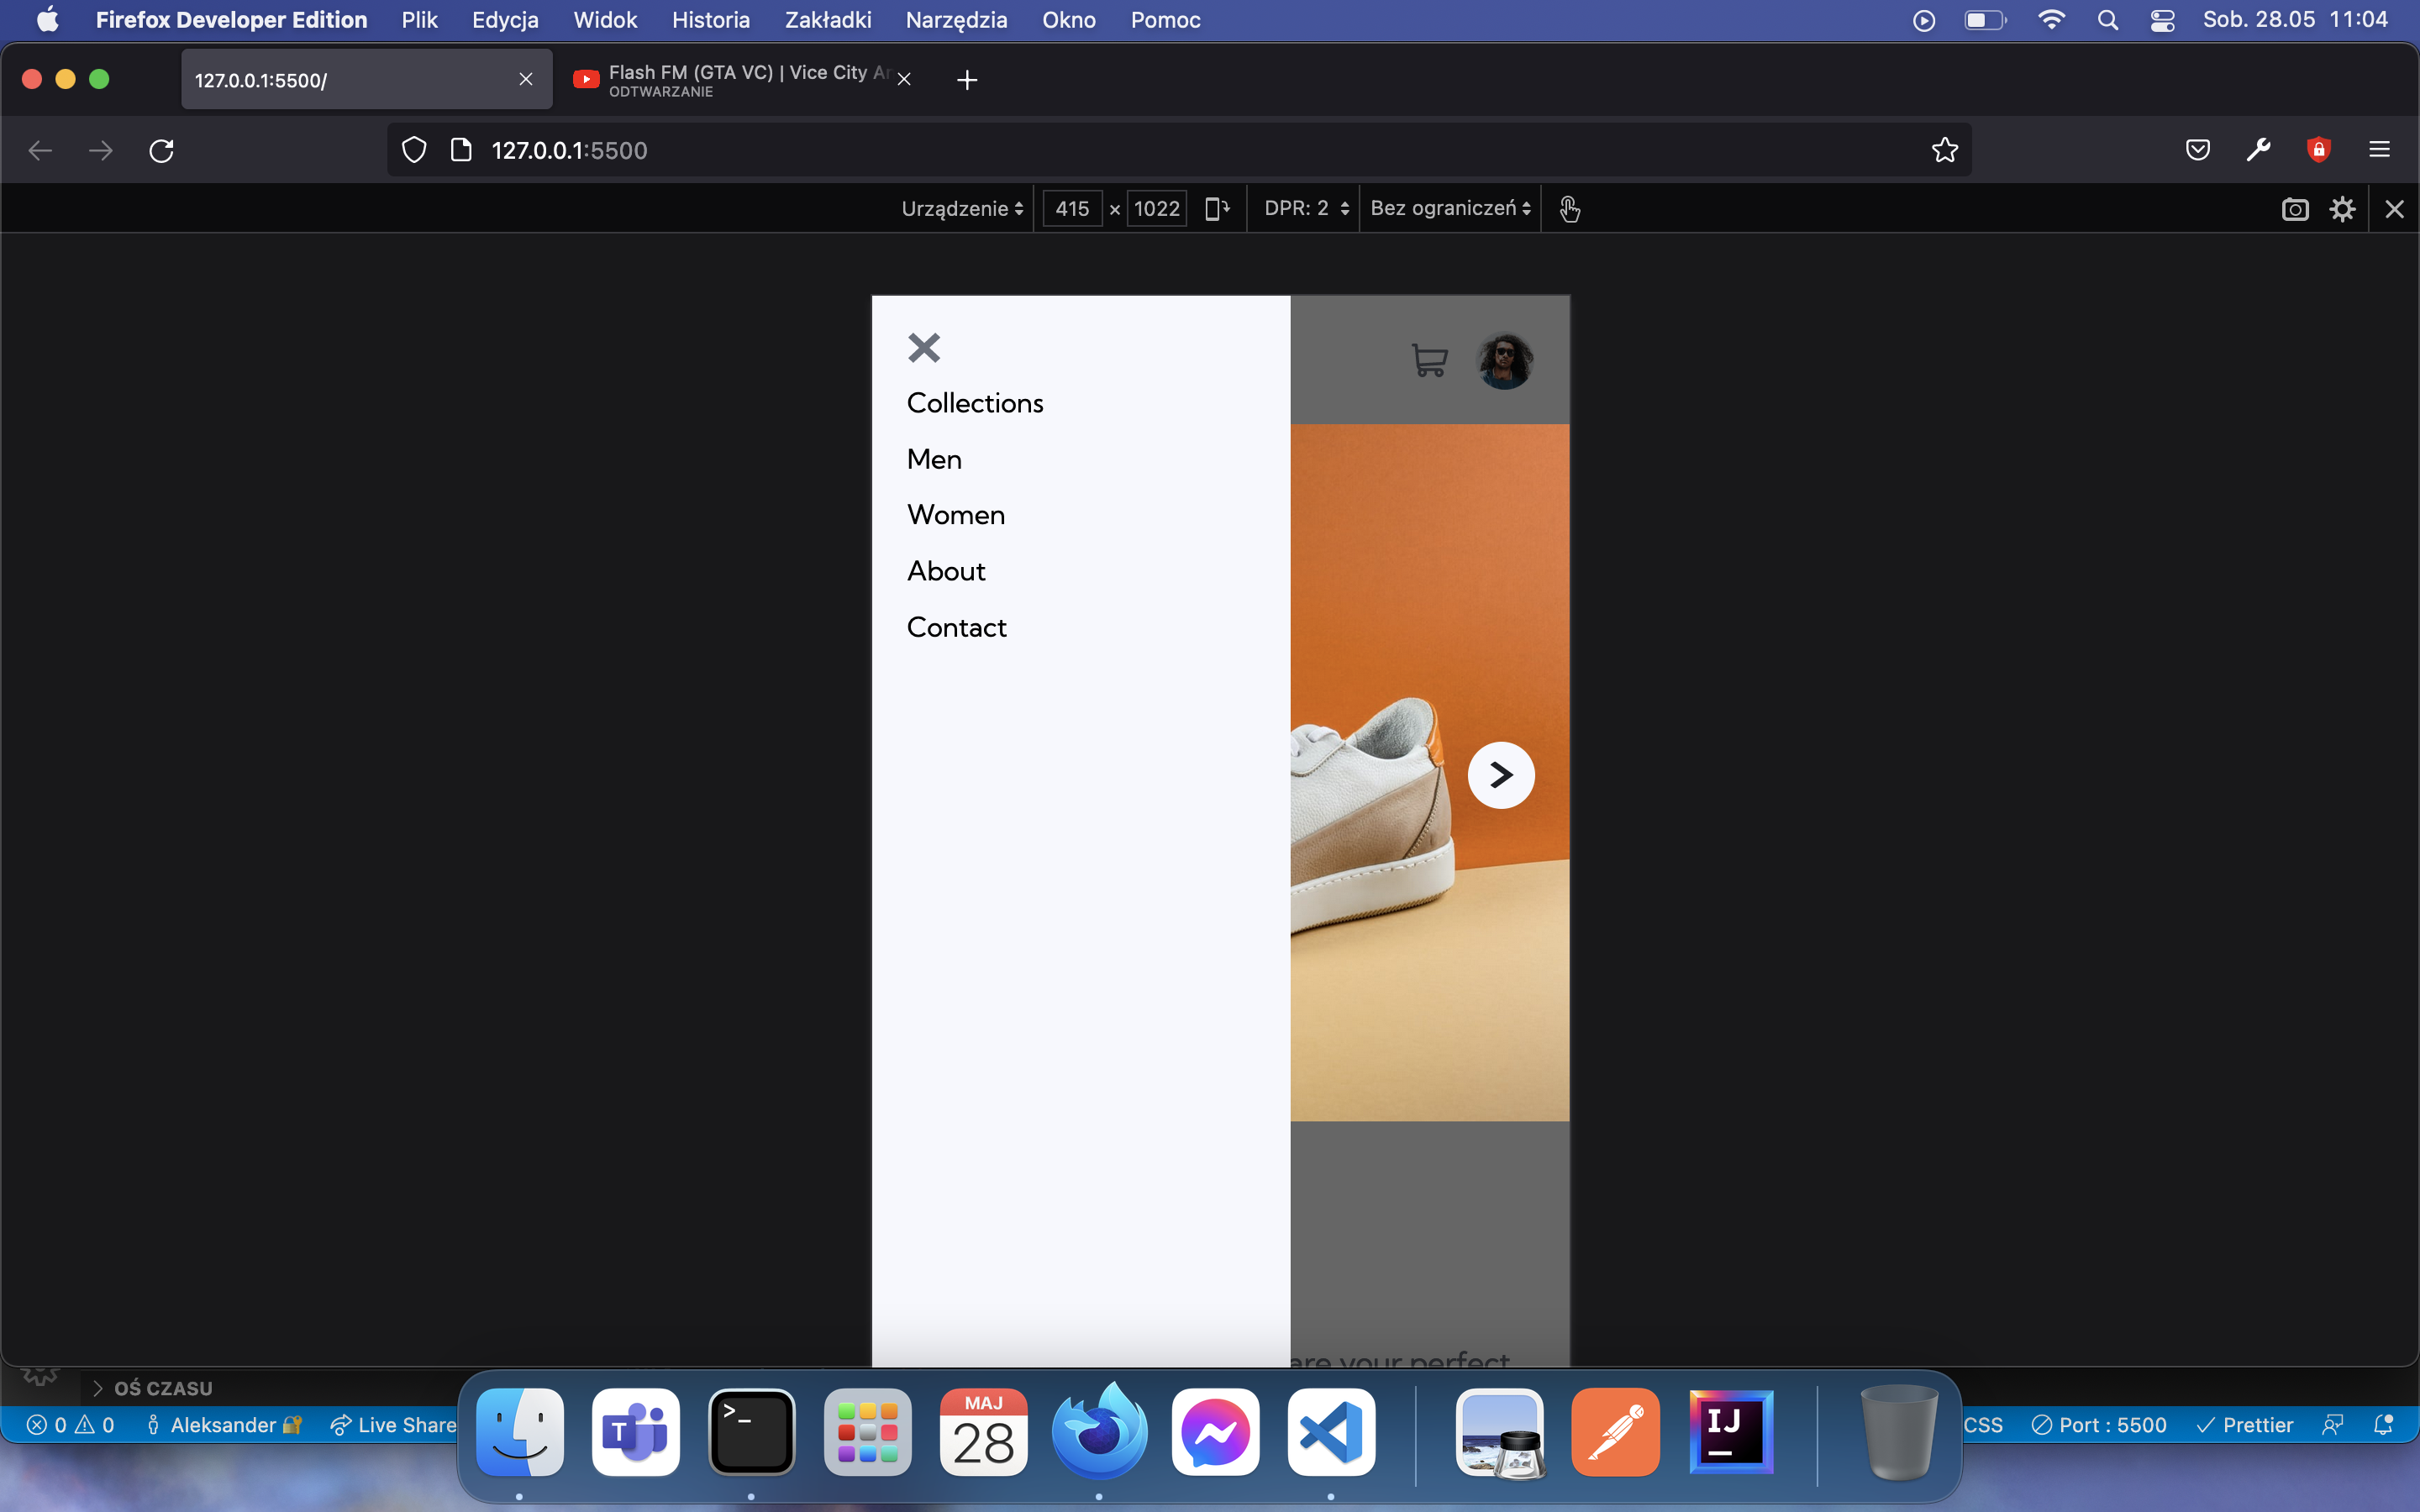 Firefox Developer Edition Plik Edycja Widok Historia Zakładki Narzędzia Okno Pomoc Sob. 28.05 11:04
127.0.0.1:5500/
Flash FM (GTA VC) | Vice City
ODTWARZANIE
127.0.0.1:5500
Urządzenie 415 × 1022 DPR: 2 Bez ograniczeń
Collections
Men
Women
About
Contact
are your perfect
OŚ CZASU
0 0 Aleksander Live Share
CSS Port : 5500 Prettier
MAJ
28
T
>_
IJ